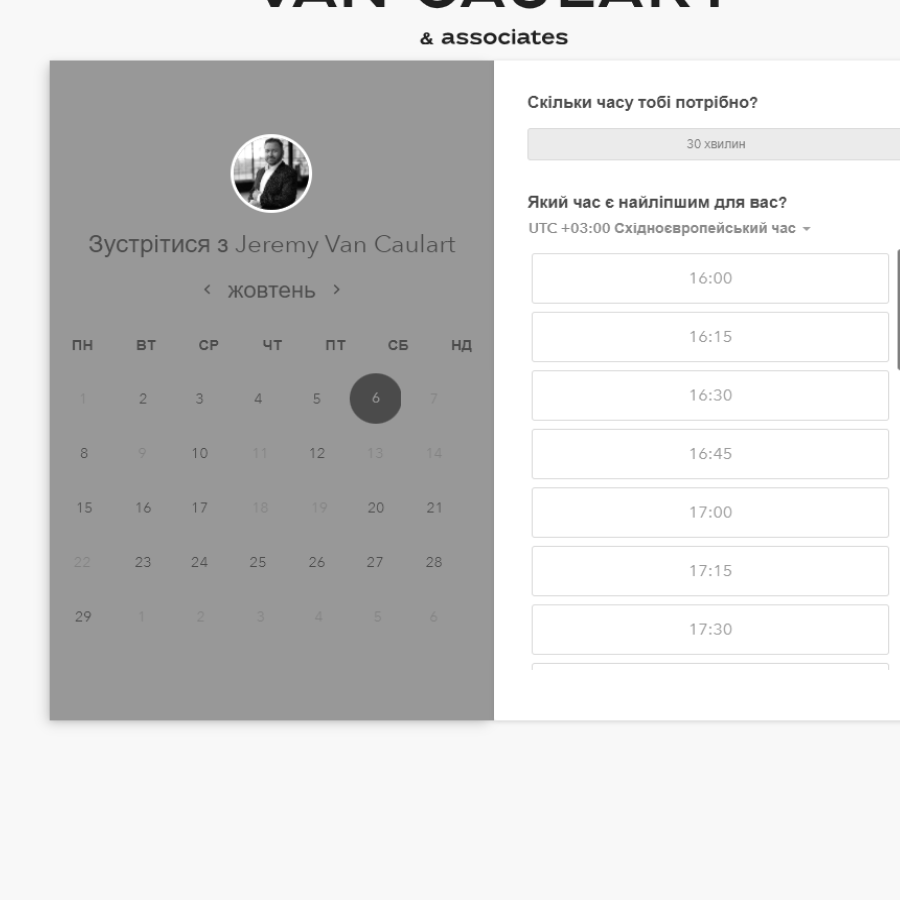 VAN CAULART
& associates
Зустрітися з Jeremy Van Caulart
жовтень
ПН ВТ СР ЧТ ПТ СБ НД
1 2 3 4 5 6 7
8 9 10 11 12 13 14
15 16 17 18 19 20 21
22 23 24 25 26 27 28
29 1 2 3 4 5 6
Скільки часу тобі потрібно?
30 хвилин
Який час є найліпшим для вас?
UTC +03:00 Східноєвропейський час
16:00
16:15
16:30
16:45
17:00
17:15
17:30